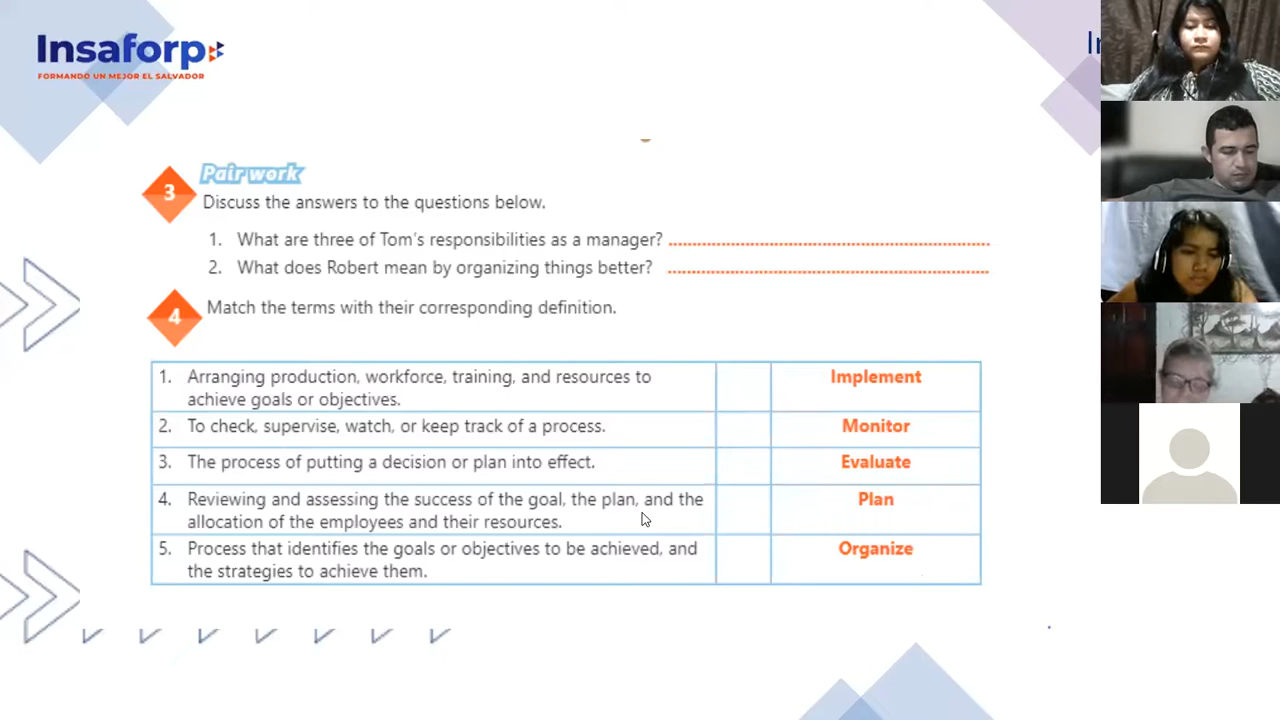 Insaforp
FORMANDO UN MEJOR EL SALVADOR
3
Pair work
Discuss the answers to the questions below.
1. What are three of Tom's responsibilities as a manager?
2. What does Robert mean by organizing things better?
4
Match the terms with their corresponding definition.
1. Arranging production, workforce, training, and resources to
achieve goals or objectives.
Implement
2. To check, supervise, watch, or keep track of a process.
Monitor
3. The process of putting a decision or plan into effect.
Evaluate
4. Reviewing and assessing the success of the goal, the plan, and the
allocation of the employees and their resources.
Plan
5. Process that identifies the goals or objectives to be achieved, and
the strategies to achieve them.
Organize